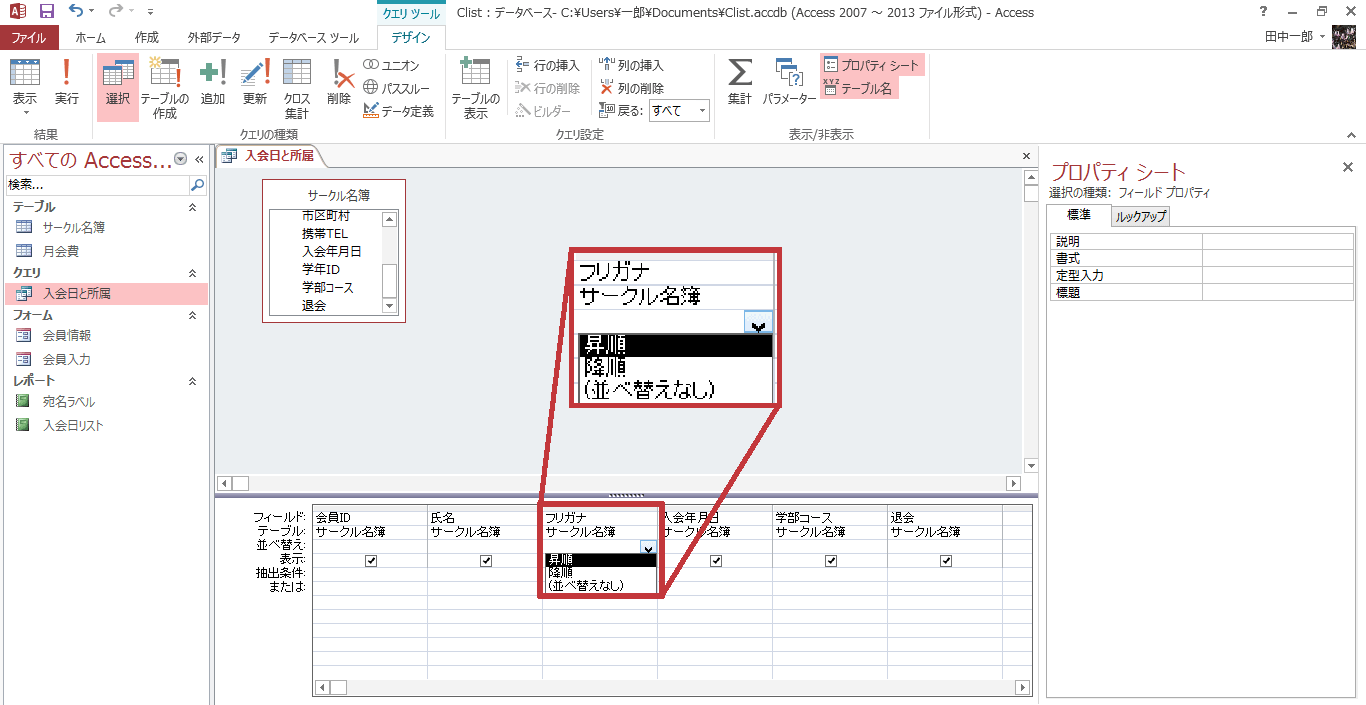 クエリ ツール
Clist : データベース- C:¥Users¥一郎¥Documents¥Clist.accdb (Access 2007 ～ 2013 ファイル形式) - Access
?
ファイル ホーム 作成 外部データ データベース ツール デザイン
田中一郎
表示
実行
選択
テーブルの
作成
追加
更新
クロス
集計
削除
ユニオン
パススルー
データ定義
テーブルの
表示
行の挿入
行の削除
ビルダー
列の挿入
列の削除
戻る: すべて
集計
パラメーター
プロパティ シート
XYZ
テーブル名
結果
クエリの種類
クエリ設定
表示/非表示
すべての Access... «
検索...
テーブル
サークル名簿
月会費
クエリ
入会日と所属
フォーム
会員情報
会員入力
レポート
宛名ラベル
入会日リスト
入会日と所属
サークル名簿
市区町村
携帯TEL
入会年月日
学年ID
学部コース
退会
フリガナ
サークル名簿
昇順
降順
(並べ替えなし)
フィールド: 会員ID 氏名 フリガナ 入会年月日 学部コース 退会
テーブル: サークル名簿 サークル名簿 サークル名簿 サークル名簿 サークル名簿 サークル名簿
並べ替え:
表示: 昇順
抽出条件: 降順
または: (並べ替えなし)
プロパティ シート
選択の種類: フィールド プロパティ
標準 ルックアップ
説明
書式
定型入力
標題